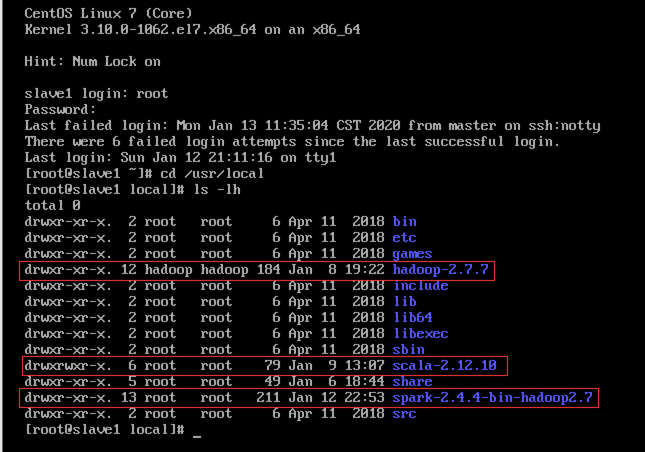 CentOS Linux 7 (Core)
Kernel 3.10.0-1062.el7.x86_64 on an x86_64
Hint: Num Lock on
slave1 login: root
Password:
Last failed login: Mon Jan 13 11:35:04 CST 2020 from master on ssh:notty
There were 6 failed login attempts since the last successful login.
Last login: Sun Jan 12 21:11:16 on tty1
[root@slave1 ~]# cd /usr/local
[root@slave1 local]# ls -lh
total 0
drwxr-xr-x.  2 root   root     6 Apr 11  2018 bin
drwxr-xr-x.  2 root   root     6 Apr 11  2018 etc
drwxr-xr-x.  2 root   root     6 Apr 11  2018 games
drwxr-xr-x. 12 hadoop hadoop 184 Jan  8 19:22 hadoop-2.7.7
drwxr-xr-x.  2 root   root     6 Apr 11  2018 include
drwxr-xr-x.  2 root   root     6 Apr 11  2018 lib
drwxr-xr-x.  2 root   root     6 Apr 11  2018 lib64
drwxr-xr-x.  2 root   root     6 Apr 11  2018 libexec
drwxr-xr-x.  2 root   root     6 Apr 11  2018 sbin
drwxrwxr-x.  6 root   root    79 Jan  9 13:07 scala-2.12.10
drwxr-xr-x.  5 root   root    49 Jan  6 18:44 share
drwxr-xr-x. 13 root   root   211 Jan 12 22:53 spark-2.4.4-bin-hadoop2.7
drwxr-xr-x.  2 root   root     6 Apr 11  2018 src
[root@slave1 local]# _